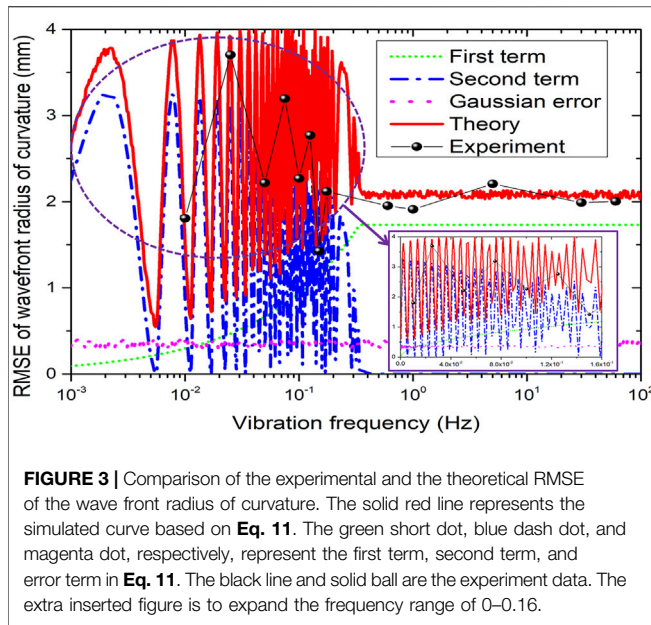 RMSE of wavefront radius of curvature (mm)
4
3
2
1
0
First term
Second term
Gaussian error
Theory
Experiment
4
3
2
1
0
0.0 4.0x10⁻² 8.0x10⁻² 1.2x10⁻¹ 1.6x10⁻¹
10⁻³ 10⁻² 10⁻¹ 10⁰ 10¹ 10²
Vibration frequency (Hz)
FIGURE 3 | Comparison of the experimental and the theoretical RMSE
of the wave front radius of curvature. The solid red line represents the
simulated curve based on Eq. 11. The green short dot, blue dash dot, and
magenta dot, respectively, represent the first term, second term, and
error term in Eq. 11. The black line and solid ball are the experiment data. The
extra inserted figure is to expand the frequency range of 0–0.16.